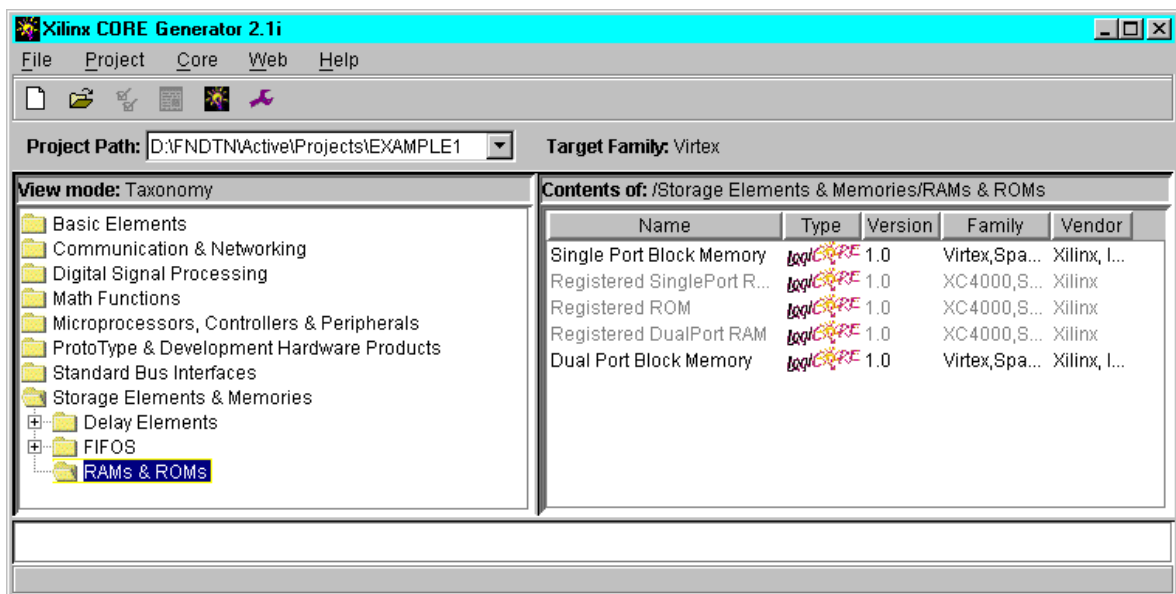 Xilinx CORE Generator 2.1i
File Project Core Web Help
Project Path: D:\FNDTN\Active\Projects\EXAMPLE1 Target Family: Virtex
View mode: Taxonomy
Basic Elements
Communication & Networking
Digital Signal Processing
Math Functions
Microprocessors, Controllers & Peripherals
ProtoType & Development Hardware Products
Standard Bus Interfaces
Storage Elements & Memories
Delay Elements
FIFOS
RAMs & ROMs
Contents of: /Storage Elements & Memories/RAMs & ROMs
Name Type Version Family Vendor
Single Port Block Memory logiCORE 1.0 Virtex,Spa... Xilinx, I...
Registered SinglePort R... logiCORE 1.0 XC4000,S... Xilinx
Registered ROM logiCORE 1.0 XC4000,S... Xilinx
Registered DualPort RAM logiCORE 1.0 XC4000,S... Xilinx
Dual Port Block Memory logiCORE 1.0 Virtex,Spa... Xilinx, I...